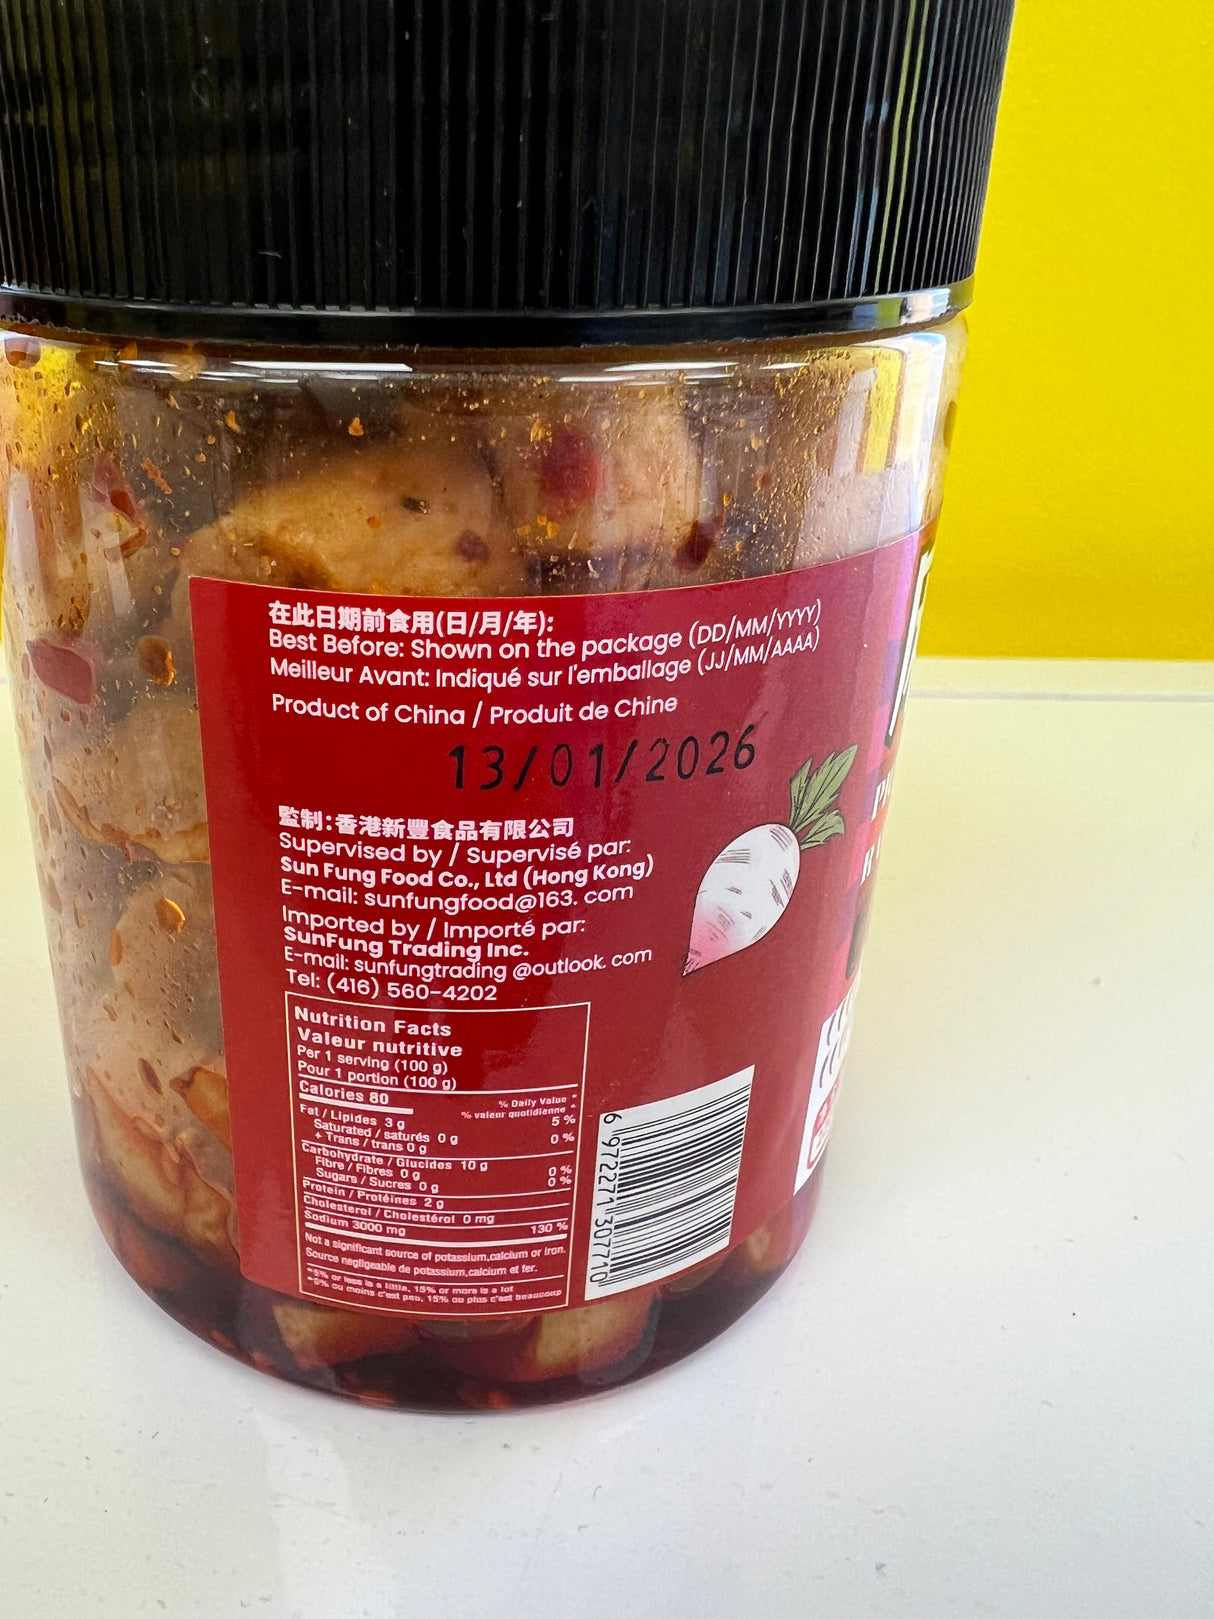 在此日期前食用(日/月/年):
Best Before: Shown on the package (DD/MM/YYYY)
Meilleur Avant: Indiqué sur l'emballage (JJ/MM/AAAA)
Product of China / Produit de Chine
13/01/2026
監制:香港新豐食品有限公司
Supervised by / Supervisé par:
Sun Fung Food Co., Ltd (Hong Kong)
E-mail: sunfungfood@163. com
Imported by / Importé par:
SunFung Trading Inc.
E-mail: sunfungtrading @outlook. com
Tel: (416) 560-4202
Nutrition Facts
Valeur nutritive
Per 1 serving (100 g)
Pour 1 portion (100 g)
Calories 80
% Daily Value *
% valeur quotidienne *
Fat / Lipides 3 g 5 %
Saturated / saturés 0 g
+ Trans / trans 0 g 0 %
Carbohydrate / Glucides 10 g
Fibre / Fibres 0 g 0 %
Sugars / Sucres 0 g 0 %
Protein / Protéines 2 g
Cholesterol / Cholestérol 0 mg
Sodium 3000 mg 130 %
Not a significant source of potassium,calcium or iron.
Source negligeable de potassium,calcium et fer.
*5% or less is a little, 15% or more is a lot
*5% ou moins c'est peu, 15% ou plus c'est beaucoup
6 972271 307710